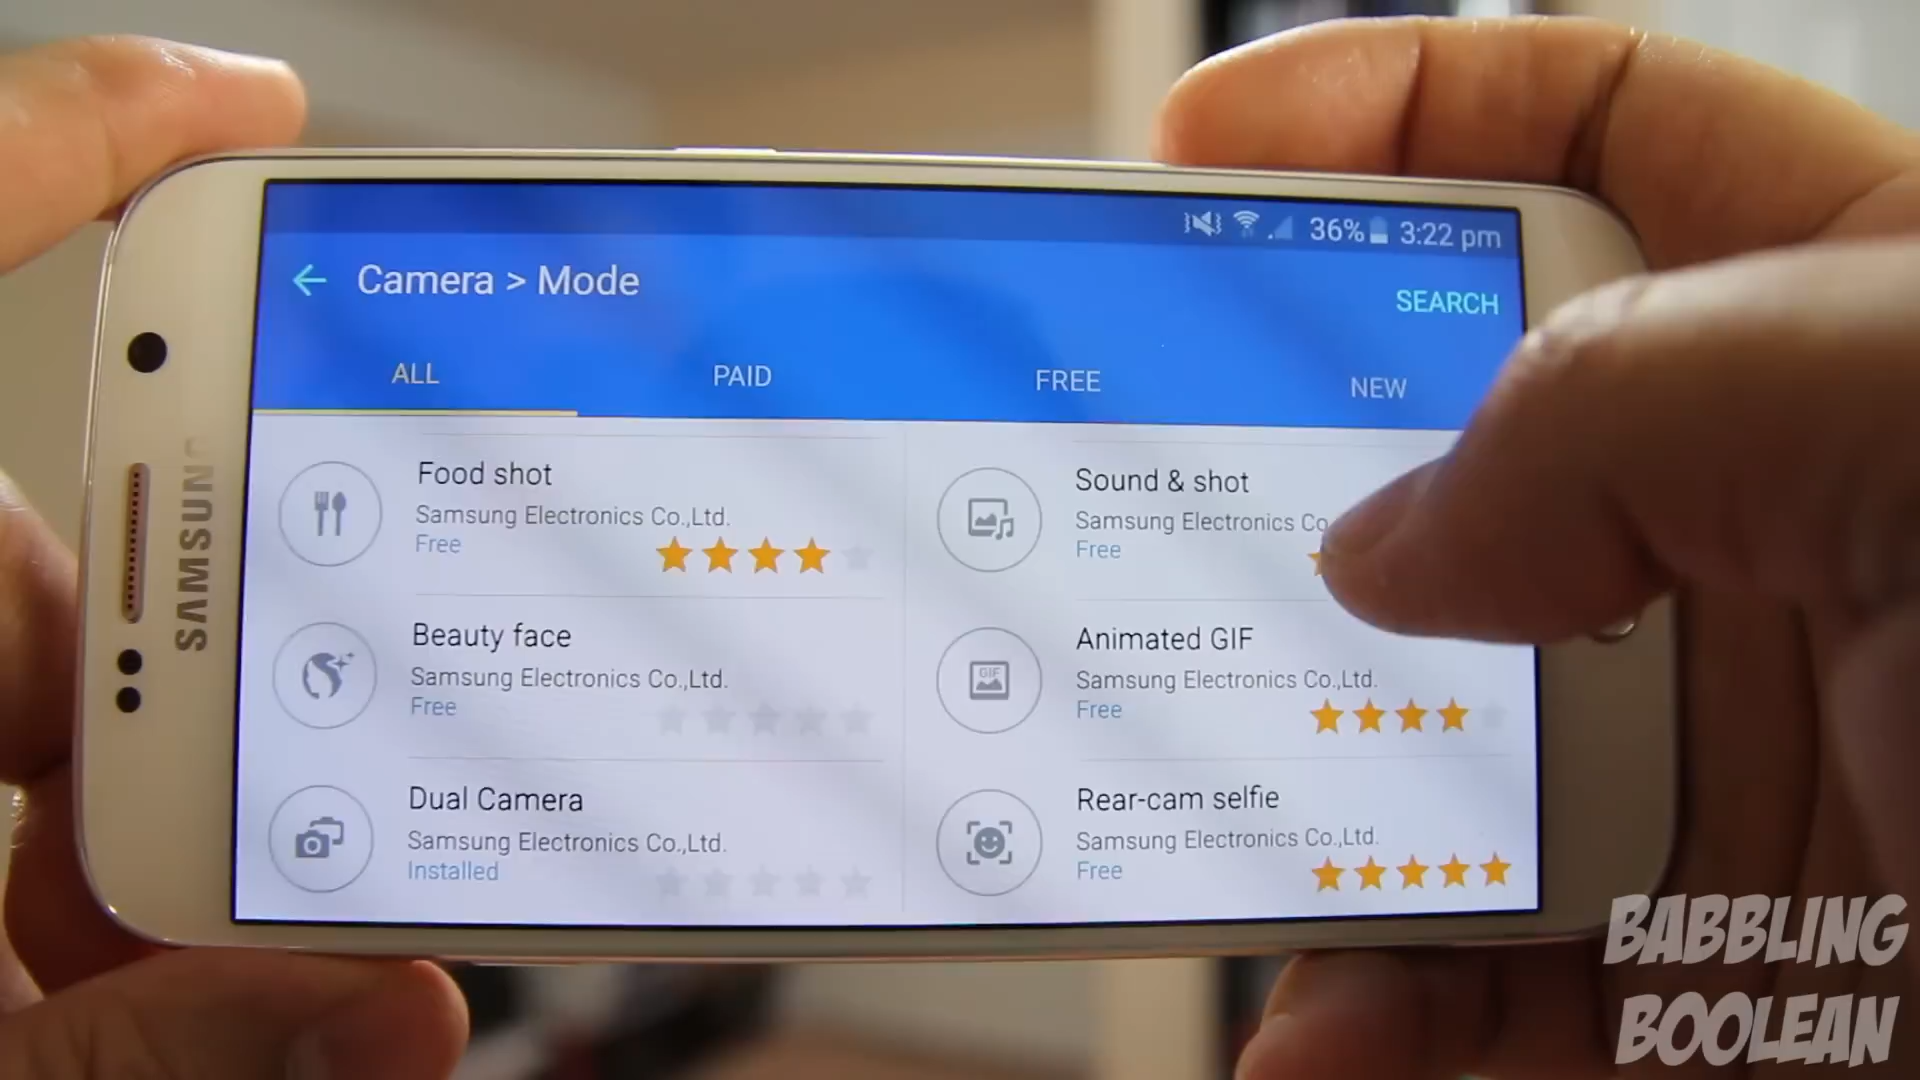 36% 3:22 pm
Camera > Mode
SEARCH
ALL PAID FREE NEW
Food shot
Samsung Electronics Co.,Ltd.
Free
Sound & shot
Samsung Electronics Co
Free
Beauty face
Samsung Electronics Co.,Ltd.
Free
Animated GIF
Samsung Electronics Co.,Ltd.
Free
GIF
Dual Camera
Samsung Electronics Co.,Ltd.
Installed
Rear-cam selfie
Samsung Electronics Co.,Ltd.
Free
SAMSUNG
BABBLING
BOOLEAN